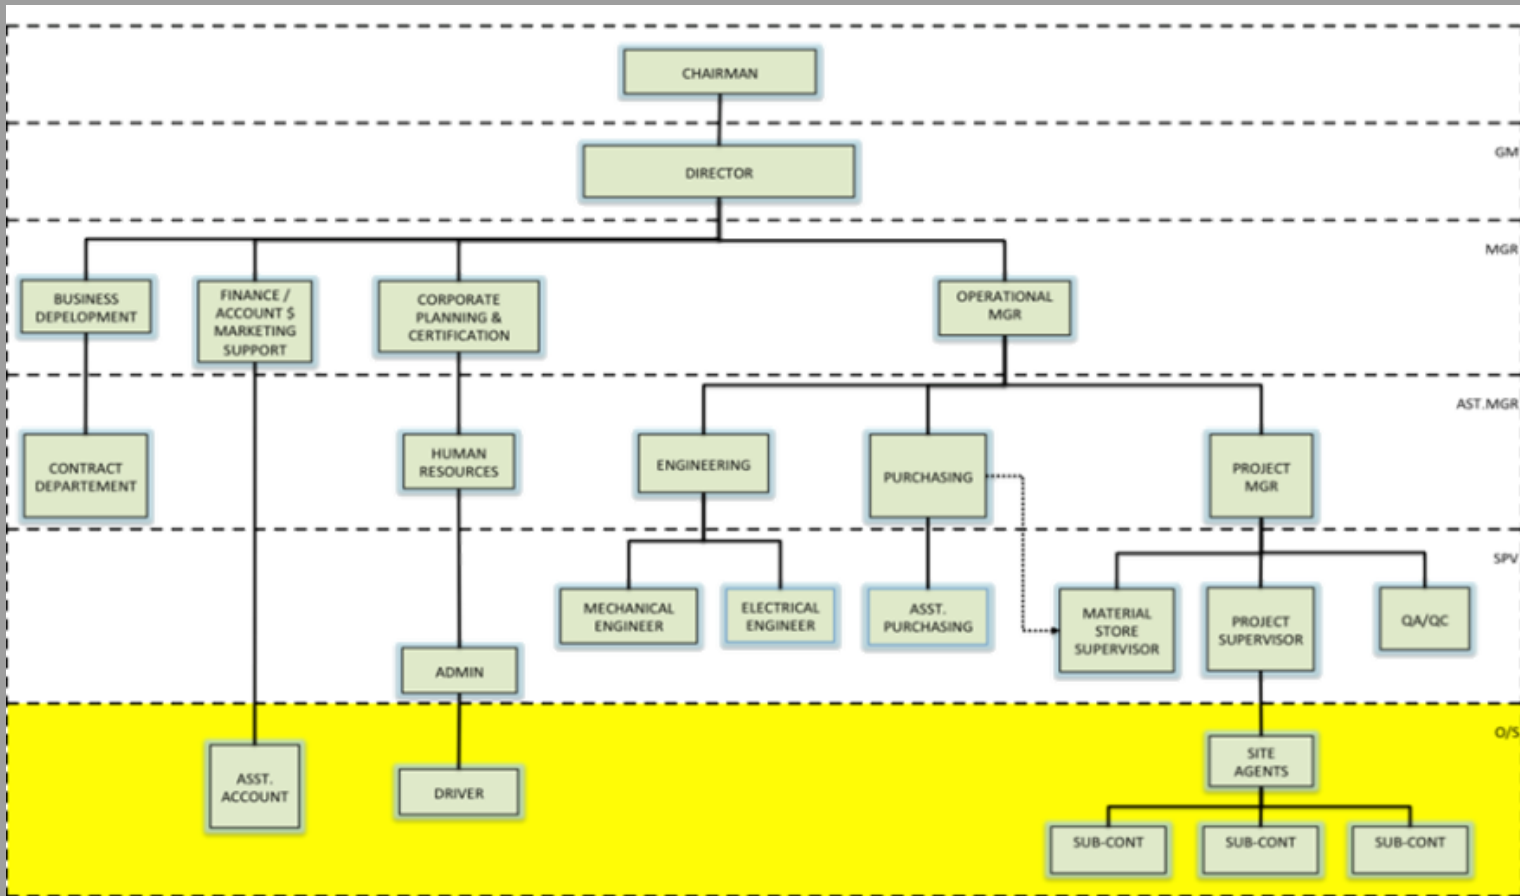 CHAIRMAN
GM
DIRECTOR
MGR
BUSINESS
DEPELOPMENT
FINANCE /
ACCOUNT $
MARKETING
SUPPORT
CORPORATE
PLANNING &
CERTIFICATION
OPERATIONAL
MGR
AST.MGR
CONTRACT
DEPARTEMENT
HUMAN
RESOURCES
ENGINEERING
PURCHASING
PROJECT
MGR
SPV
MECHANICAL
ENGINEER
ELECTRICAL
ENGINEER
ASST.
PURCHASING
MATERIAL
STORE
SUPERVISOR
PROJECT
SUPERVISOR
QA/QC
ADMIN
O/S
ASST.
ACCOUNT
DRIVER
SITE
AGENTS
SUB-CONT
SUB-CONT
SUB-CONT